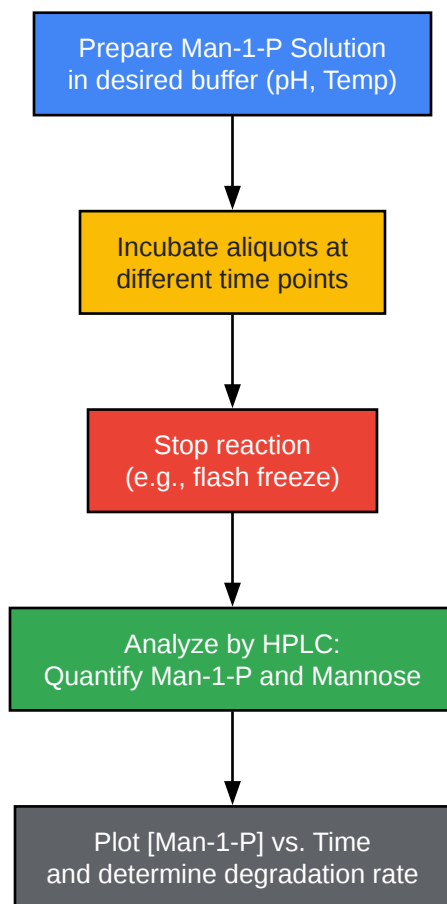 Prepare Man-1-P Solution
in desired buffer (pH, Temp)
Incubate aliquots at
different time points
Stop reaction
(e.g., flash freeze)
Analyze by HPLC:
Quantify Man-1-P and Mannose
Plot [Man-1-P] vs. Time
and determine degradation rate